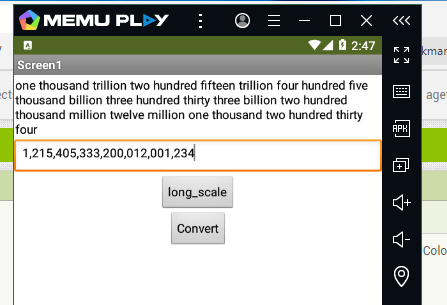 MEMU PLAY
2:47
Screen1
one thousand trillion two hundred fifteen trillion four hundred five
thousand billion three hundred thirty three billion two hundred
thousand million twelve million one thousand two hundred thirty
four
1,215,405,333,200,012,001,234
long_scale
Convert
kmar
APK
age
Colo